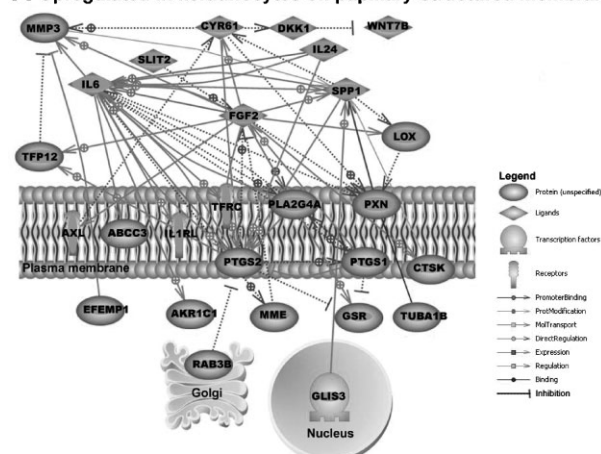 MMP3
CYR61
DKK1
WNT7B
SLIT2
IL24
IL6
SPP1
FGF2
LOX
TFP12
TFRC
PLA2G4A
PXN
AXL
ABCC3
IL1RL
PTGS2
PTGS1
CTSK
Plasma membrane
EFEMP1
AKR1C1
MME
GSR
TUBA1B
RAB3B
Golgi
GLIS3
Nucleus
Legend
Protein (unspecified)
Ligands
Transcription factors
Receptors
PromoterBinding
ProtModification
MolTransport
DirectRegulation
Expression
Regulation
Binding
Inhibition